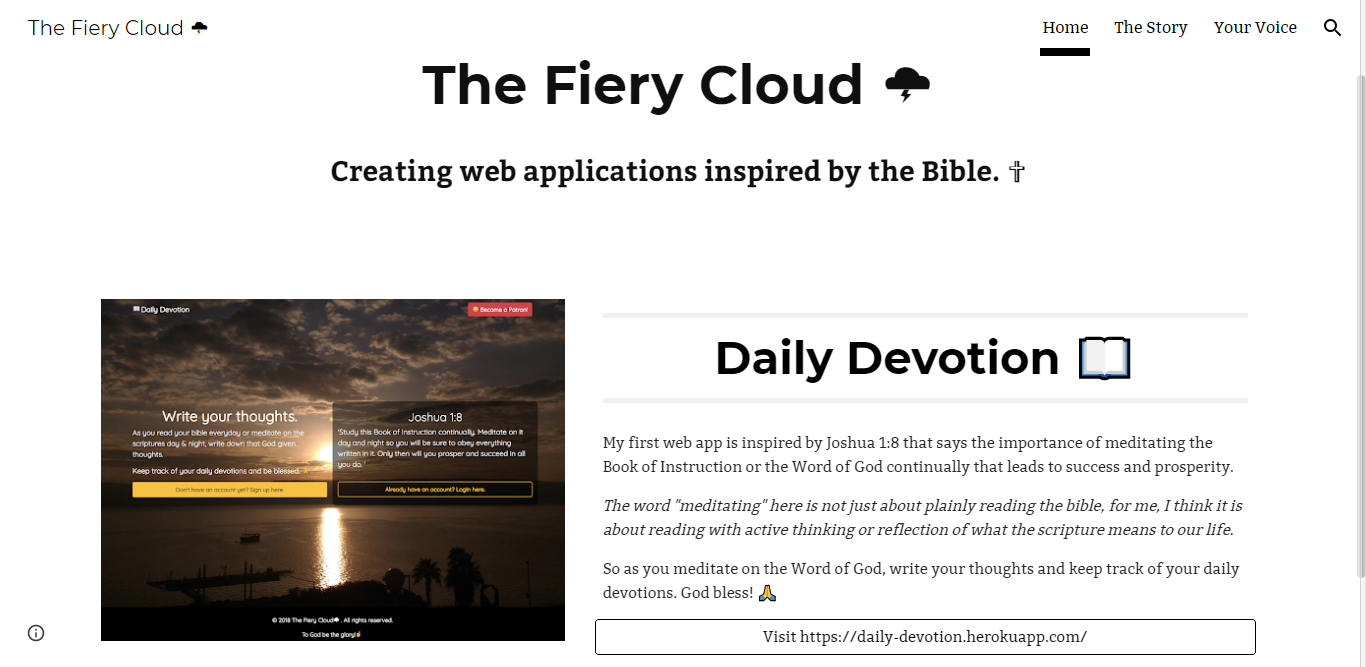 The Fiery Cloud 🌩
Home
The Story
Your Voice
The Fiery Cloud 🌩
Creating web applications inspired by the Bible. ✞
📖Daily Devotion
Become a Patron!
Write your thoughts.
As you read your bible everyday or meditate on the
scriptures day & night, write down that God given
thoughts.
Keep track of your daily devotions and be blessed.
Don't have an account yet? Sign up here.
Joshua 1:8
'Study this Book of Instruction continually. Meditate on it
day and night so you will be sure to obey everything
written in it. Only then will you prosper and succeed in all
you do. '
Already have an account? Login here.
© 2018 The Fiery Cloud🌩 . All rights reserved.
To God be the glory!
Daily Devotion 📖
My first web app is inspired by Joshua 1:8 that says the importance of meditating the
Book of Instruction or the Word of God continually that leads to success and prosperity.
The word "meditating" here is not just about plainly reading the bible, for me, I think it is
about reading with active thinking or reflection of what the scripture means to our life.
So as you meditate on the Word of God, write your thoughts and keep track of your daily
devotions. God bless! 🙏
Visit https://daily-devotion.herokuapp.com/